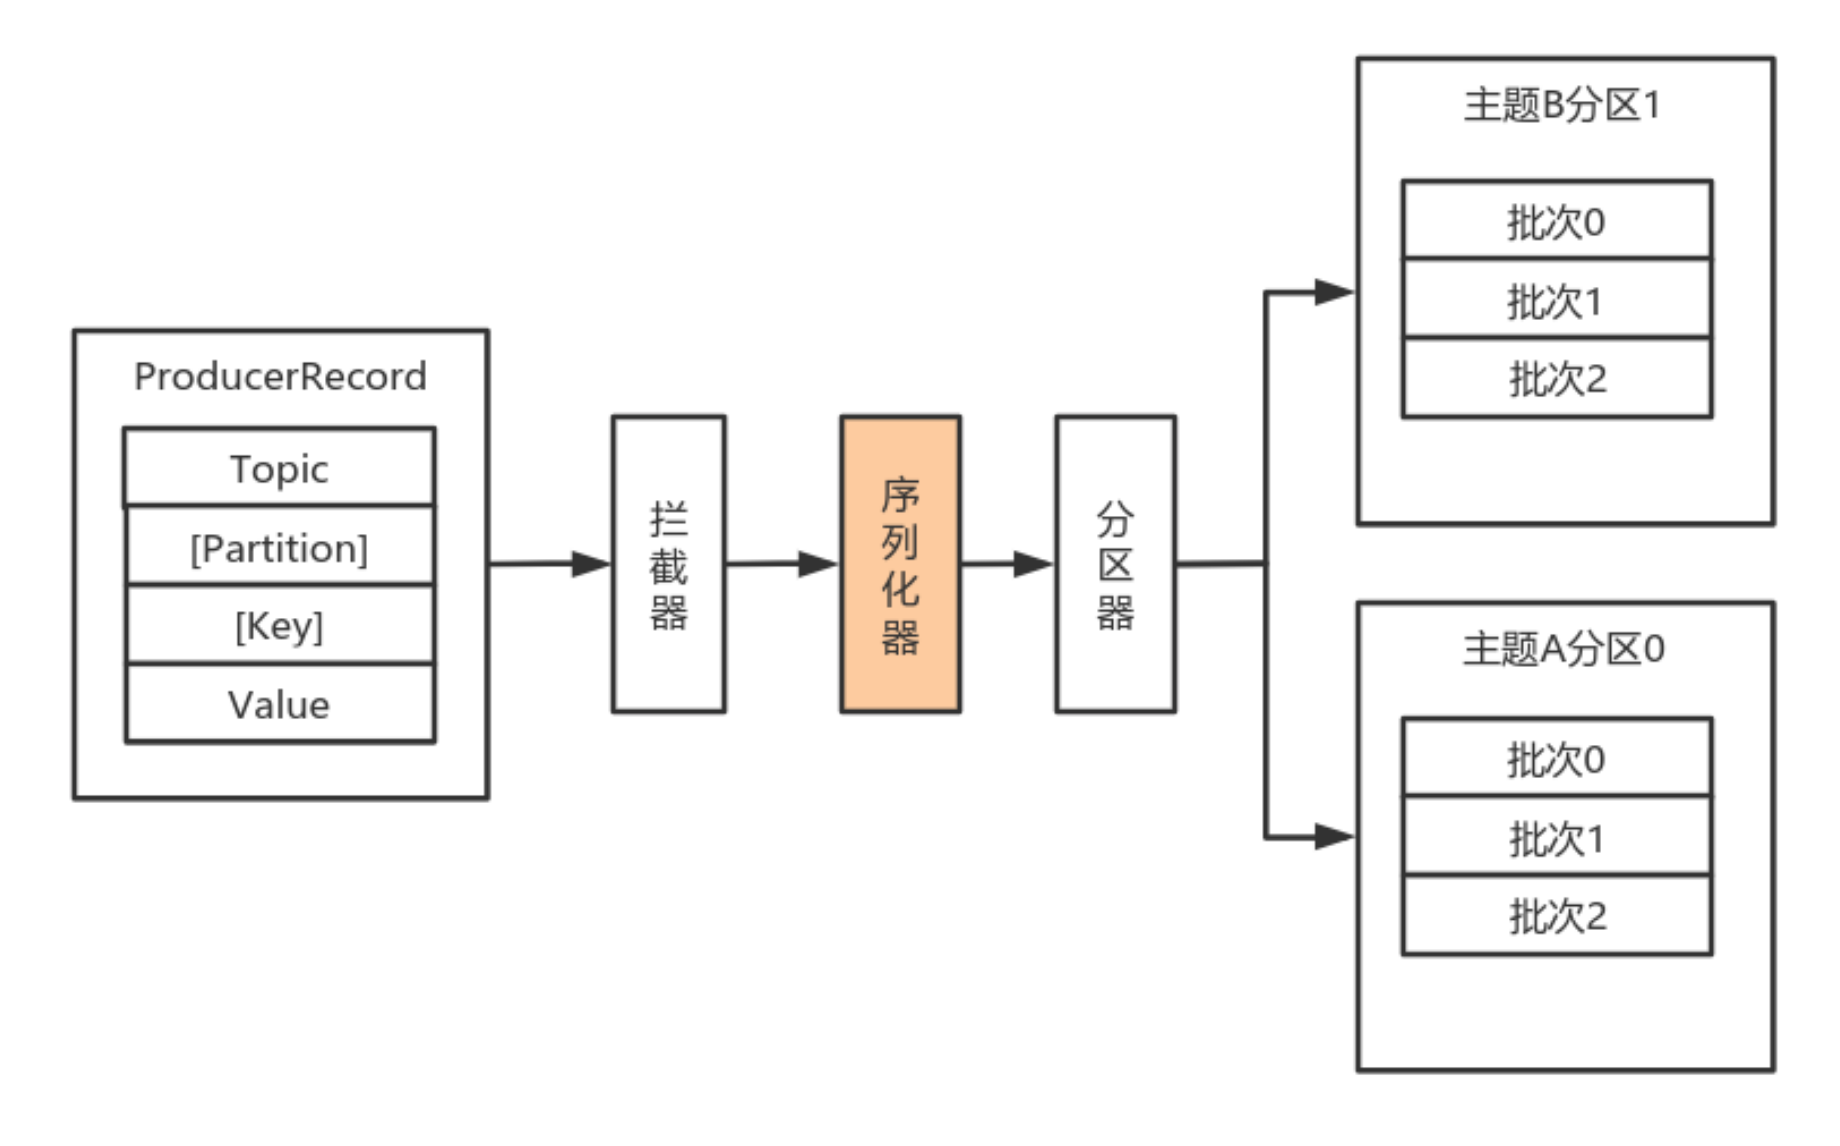 ProducerRecord
Topic
[Partition]
[Key]
Value
拦截器
序列化器
分区器
主题B分区1
批次0
批次1
批次2
主题A分区0
批次0
批次1
批次2